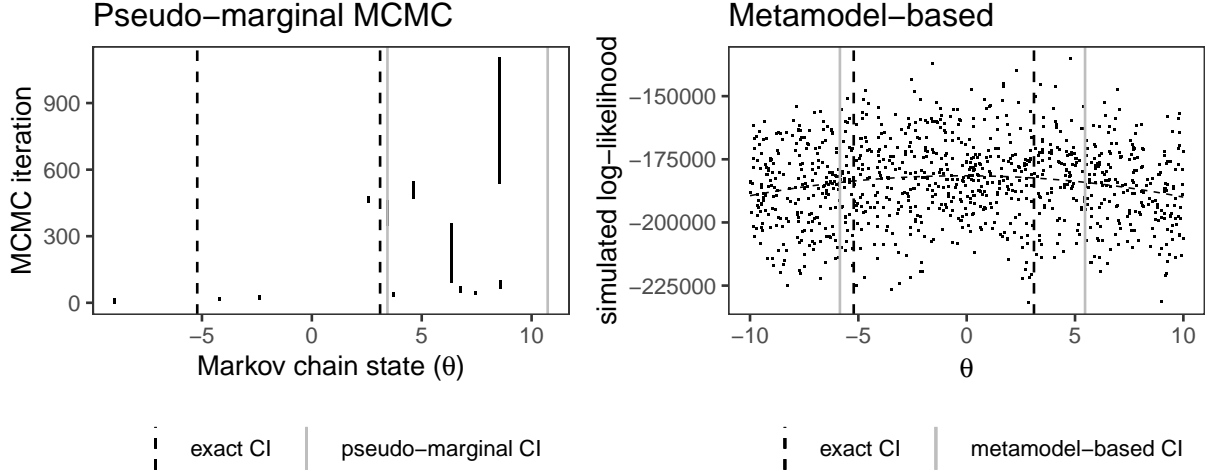 Pseudo−marginal MCMC
MCMC iteration
900
600
300
0
−5
0
5
10
Markov chain state (θ)
exact CI
pseudo−marginal CI
Metamodel−based
simulated log−likelihood
−150000
−175000
−200000
−225000
−10
−5
0
5
10
θ
exact CI
metamodel−based CI